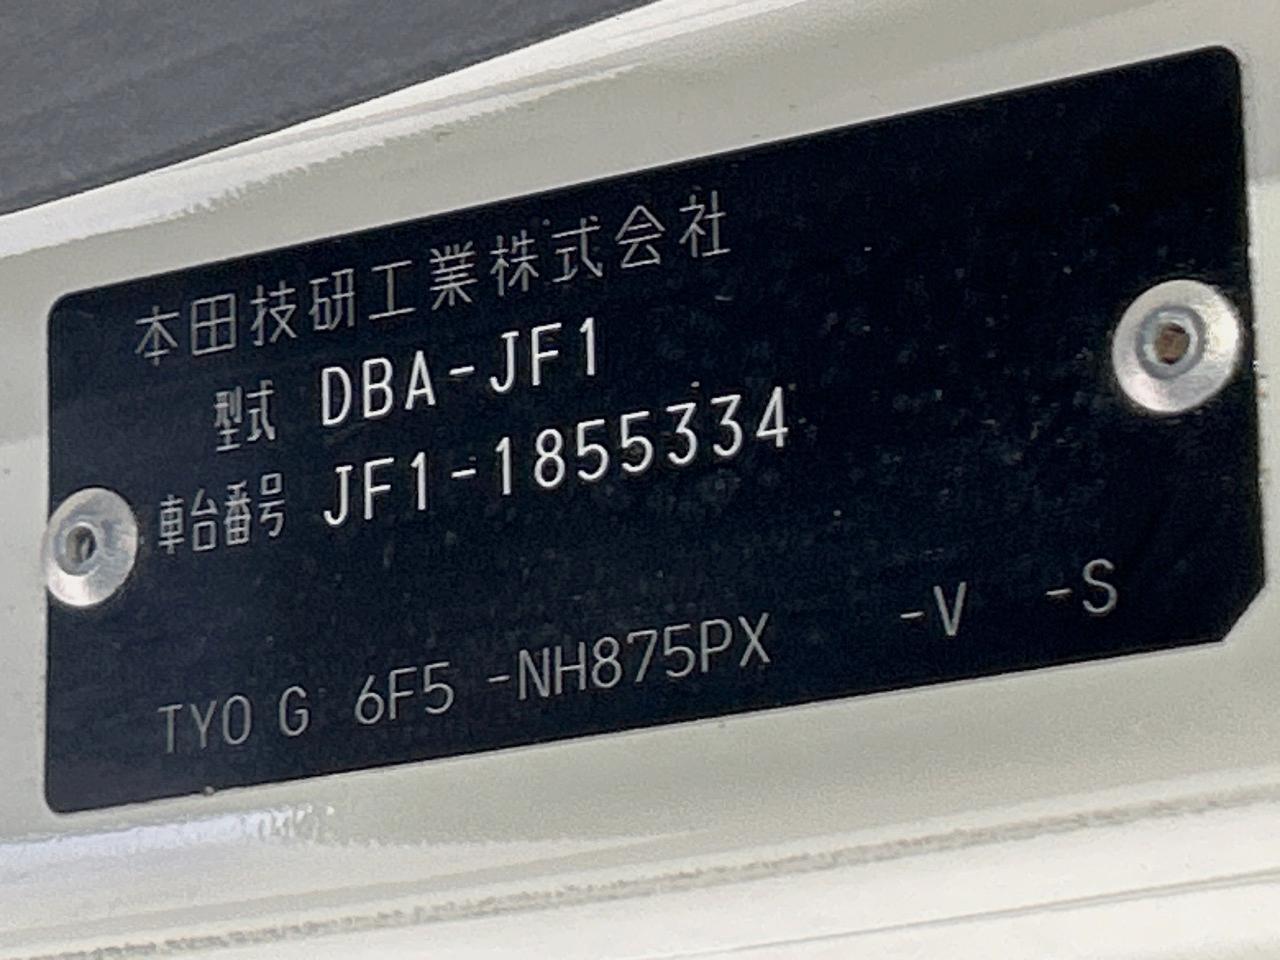 本田技研工業株式会社
型式 DBA-JF1
車台番号 JF1-1855334
TYO G 6F5 -NH875PX -V -S